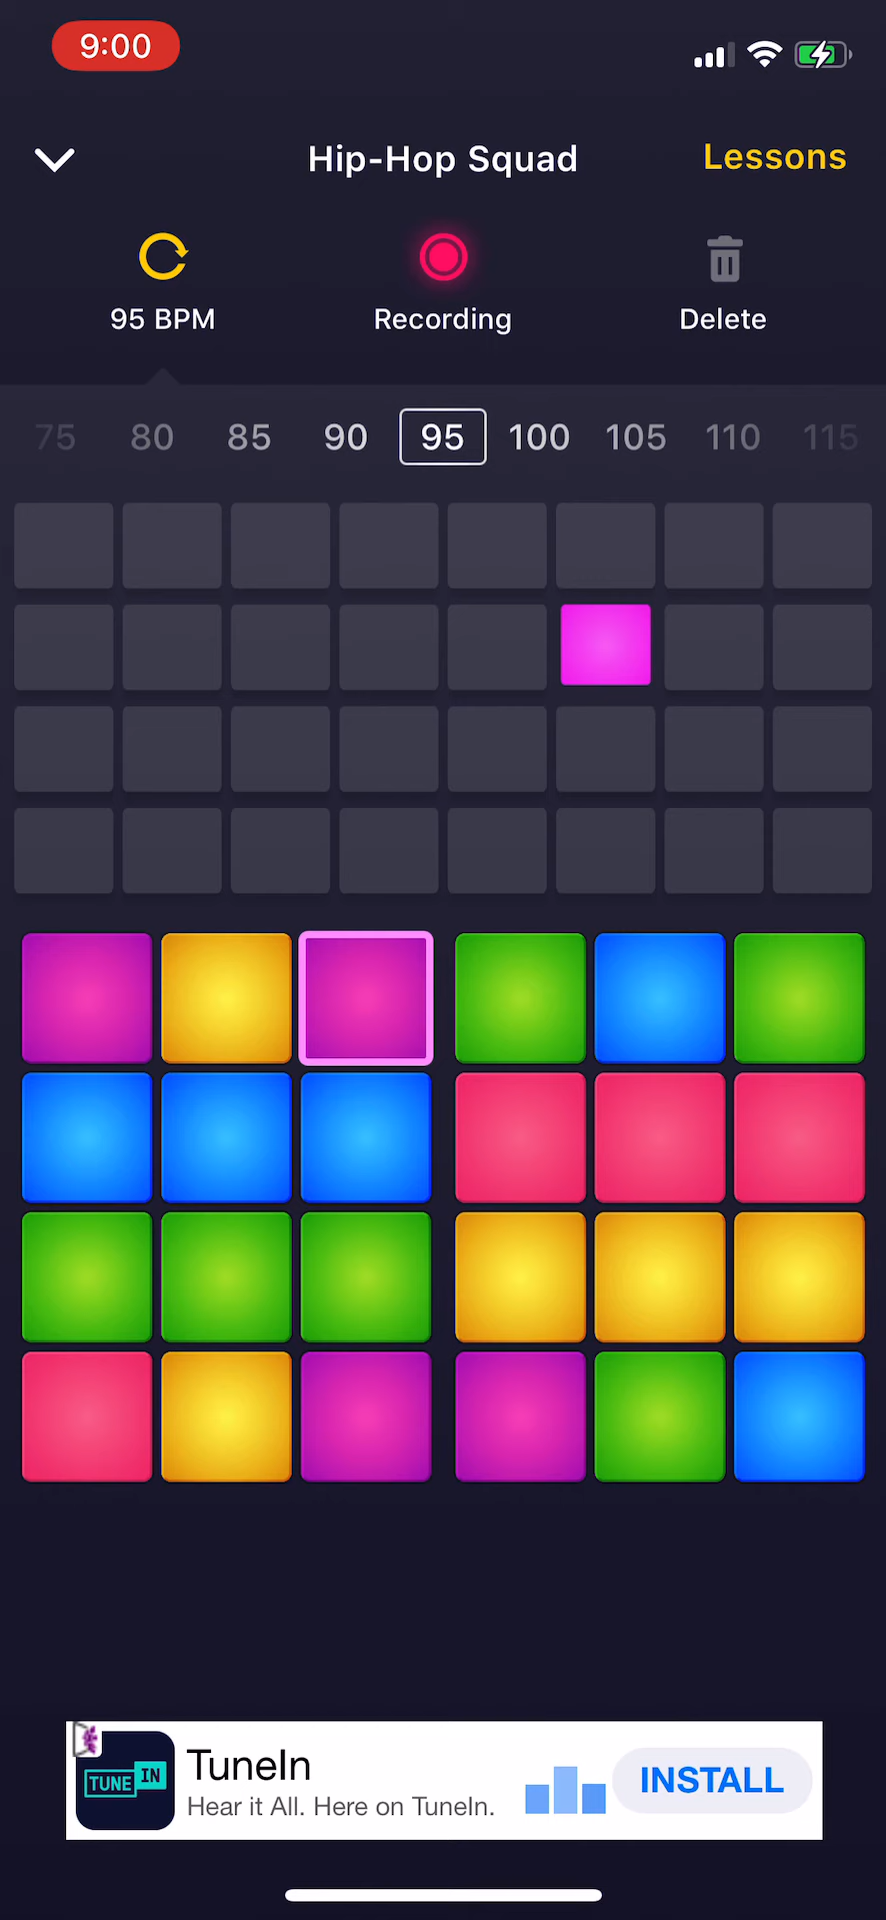 9:00
Hip-Hop Squad
Lessons
95 BPM
Recording
Delete
75 80 85 90 95 100 105 110 115
TUNE IN
TuneIn
Hear it All. Here on TuneIn.
INSTALL